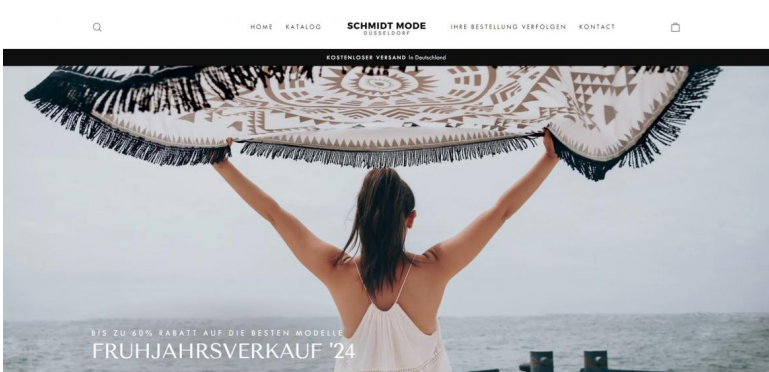 HOME KATALOG SCHMIDT MODE IHRE BESTELLUNG VERFOLGEN KONTACT
DÜSSELDORF
KOSTENLOSER VERSAND In Deutschland
BIS ZU 60% RABATT AUF DIE BESTEN MODELLE
FRUHJAHRSVERKAUF '24